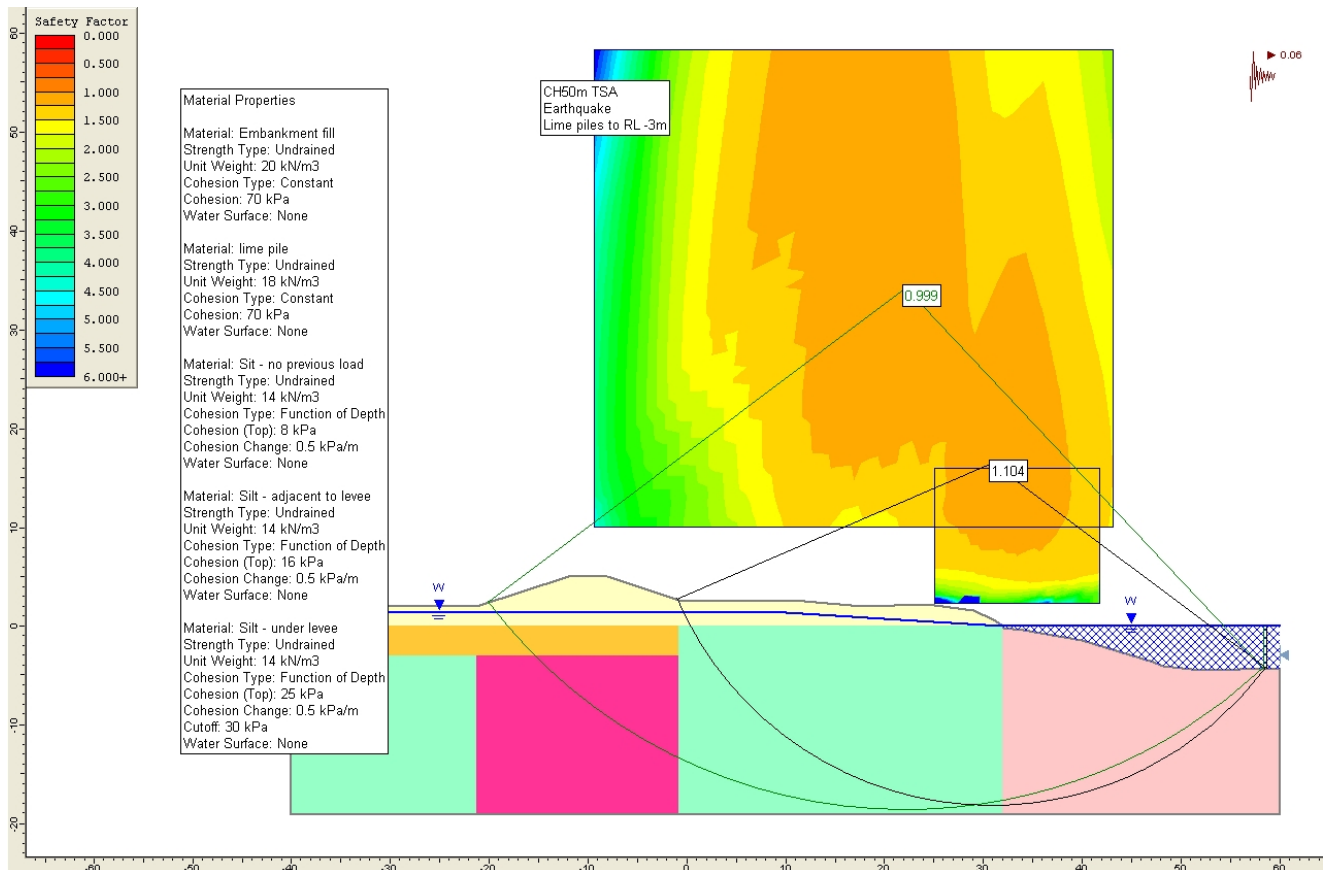 Safety Factor
0.000
0.500
1.000
1.500
2.000
2.500
3.000
3.500
4.000
4.500
5.000
5.500
6.000+
Material Properties
Material: Embankment fill
Strength Type: Undrained
Unit Weight: 20 kN/m3
Cohesion Type: Constant
Cohesion: 70 kPa
Water Surface: None
Material: lime pile
Strength Type: Undrained
Unit Weight: 18 kN/m3
Cohesion Type: Constant
Cohesion: 70 kPa
Water Surface: None
Material: Sit - no previous load
Strength Type: Undrained
Unit Weight: 14 kN/m3
Cohesion Type: Function of Depth
Cohesion (Top): 8 kPa
Cohesion Change: 0.5 kPa/m
Water Surface: None
Material: Silt - adjacent to levee
Strength Type: Undrained
Unit Weight: 14 kN/m3
Cohesion Type: Function of Depth
Cohesion (Top): 16 kPa
Cohesion Change: 0.5 kPa/m
Water Surface: None
Material: Silt - under levee
Strength Type: Undrained
Unit Weight: 14 kN/m3
Cohesion Type: Function of Depth
Cohesion (Top): 25 kPa
Cohesion Change: 0.5 kPa/m
Cutoff: 30 kPa
Water Surface: None
CH50m TSA
Earthquake
Lime piles to RL -3m
0.06
0.999
1.104
W
W
60
50
40
30
20
10
0
-10
-20
-60
-50
-40
-30
-20
-10
0
10
20
30
40
50
60